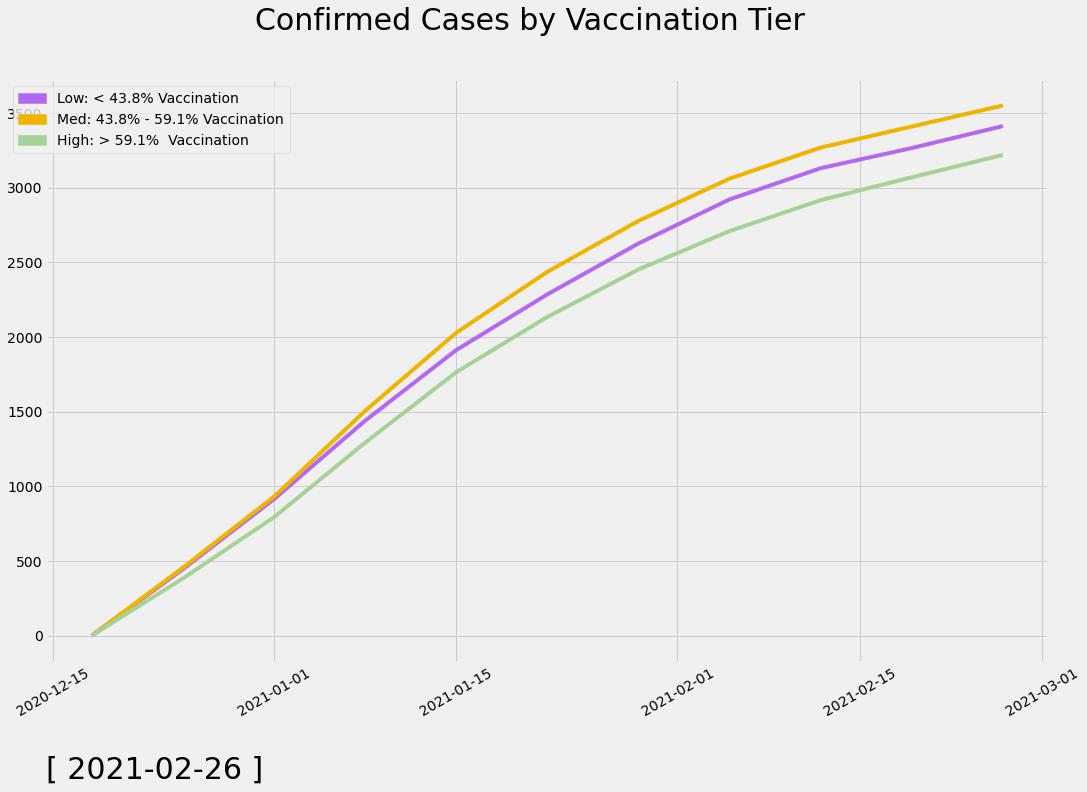 Confirmed Cases by Vaccination Tier
Low: < 43.8% Vaccination
3500
Med: 43.8% - 59.1% Vaccination
High: > 59.1%  Vaccination
3000
2500
2000
1500
1000
500
0
2020-12-15
2021-01-01
2021-01-15
2021-02-01
2021-02-15
2021-03-01
[ 2021-02-26 ]